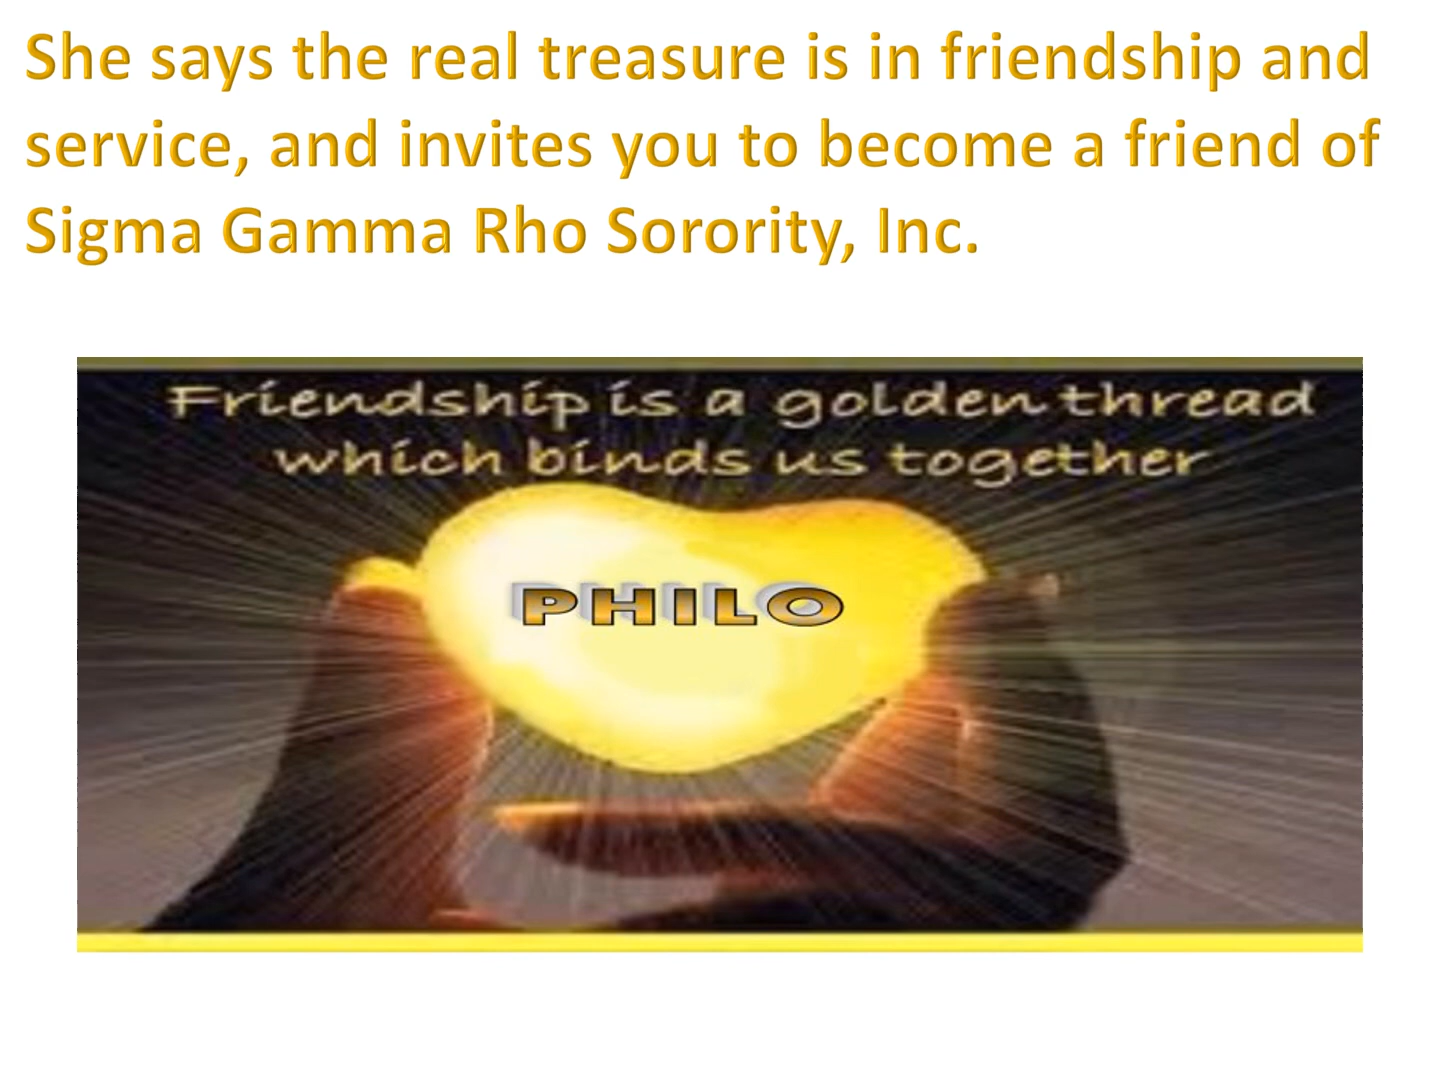 She says the real treasure is in friendship and
service, and invites you to become a friend of
Sigma Gamma Rho Sorority, Inc.
Friendship is a golden thread
which binds us together
PHILO